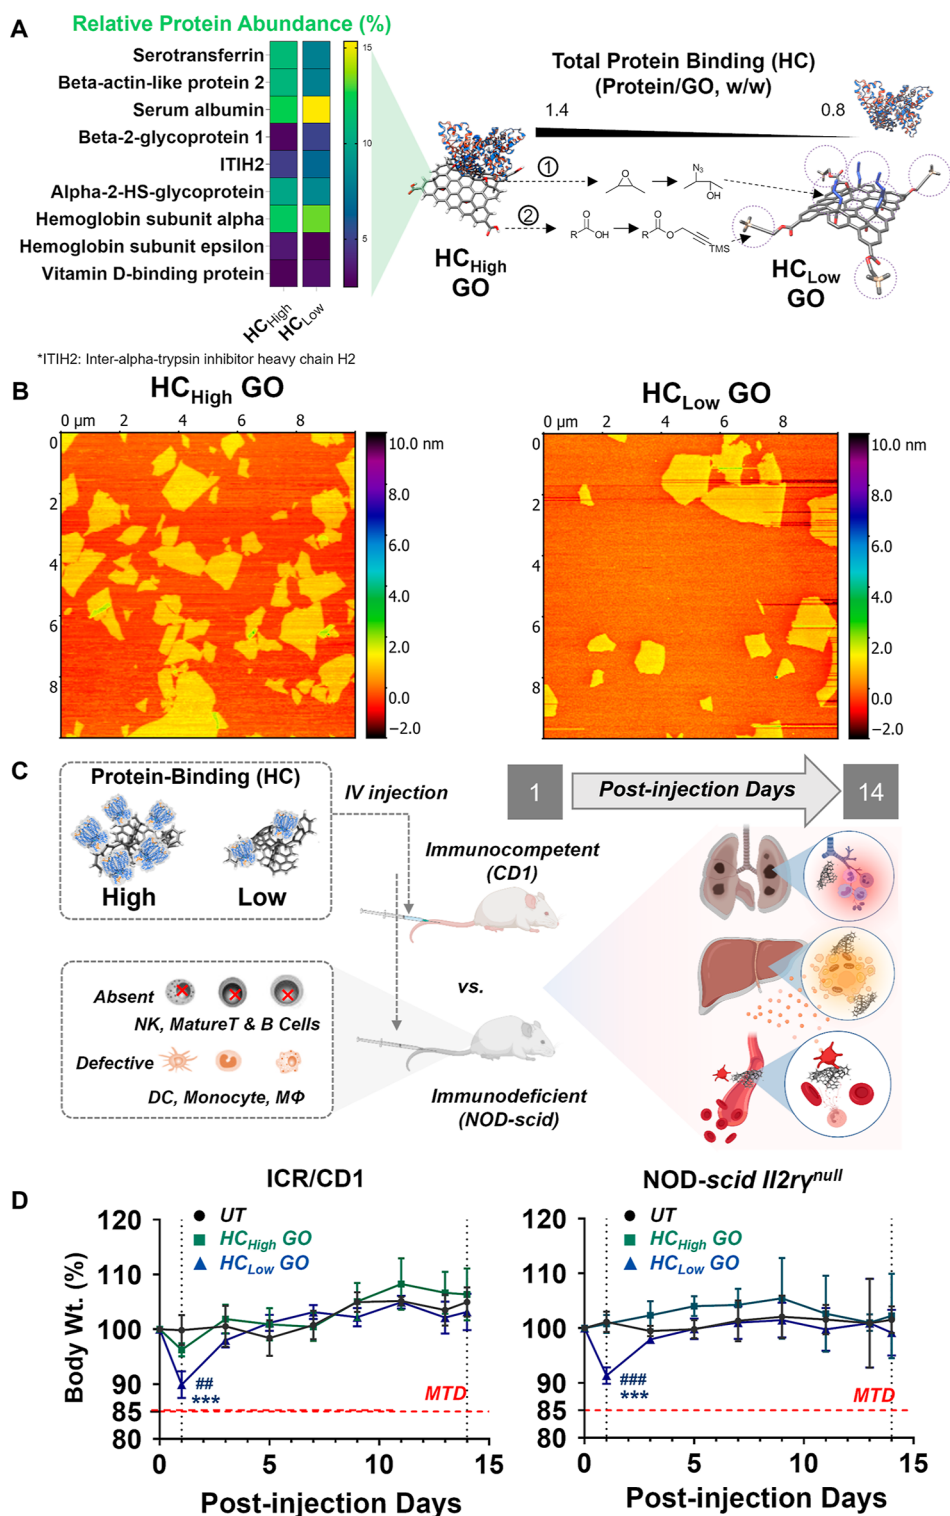 A
Relative Protein Abundance (%)
Serotransferrin
Beta-actin-like protein 2
Serum albumin
Beta-2-glycoprotein 1
ITIH2
Alpha-2-HS-glycoprotein
Hemoglobin subunit alpha
Hemoglobin subunit epsilon
Vitamin D-binding protein
15
10
5
HCHigh
HCLow
*ITIH2: Inter-alpha-trypsin inhibitor heavy chain H2
Total Protein Binding (HC)
(Protein/GO, w/w)
1.4
0.8
1
O
N3
OH
2
R
O
OH
R
O
O
TMS
HCHigh
GO
HCLow
GO
B
HCHigh GO
0 µm 2 4 6 8
0
2
4
6
8
10.0 nm
8.0
6.0
4.0
2.0
0.0
−2.0
HCLow GO
0 µm 2 4 6 8
0
2
4
6
8
10.0 nm
8.0
6.0
4.0
2.0
0.0
−2.0
C
Protein-Binding (HC)
High
Low
IV injection
1
Post-injection Days
14
Immunocompetent
(CD1)
vs.
Immunodeficient
(NOD-scid)
Absent
NK, MatureT & B Cells
Defective
DC, Monocyte, MΦ
D
ICR/CD1
UT
HCHigh GO
HCLow GO
Body Wt. (%)
120
110
100
90
85
80
##
***
MTD
0
5
10
15
Post-injection Days
NOD-scid Il2rγnull
UT
HCHigh GO
HCLow GO
120
110
100
90
85
80
###
***
MTD
0
5
10
15
Post-injection Days